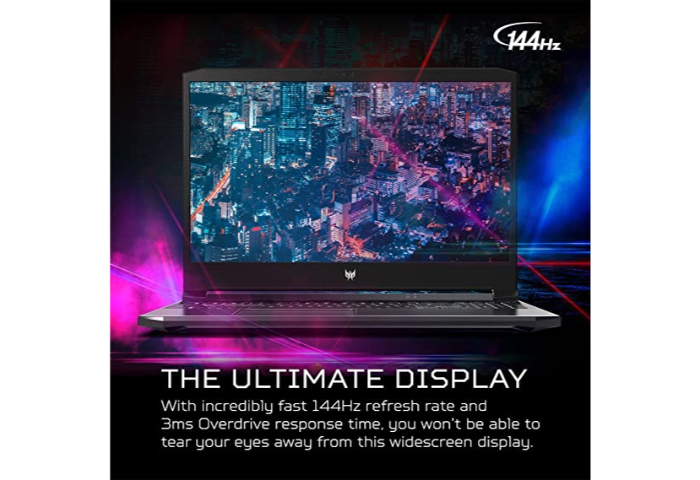 144Hz
THE ULTIMATE DISPLAY
With incredibly fast 144Hz refresh rate and
3ms Overdrive response time, you won't be able to
tear your eyes away from this widescreen display.